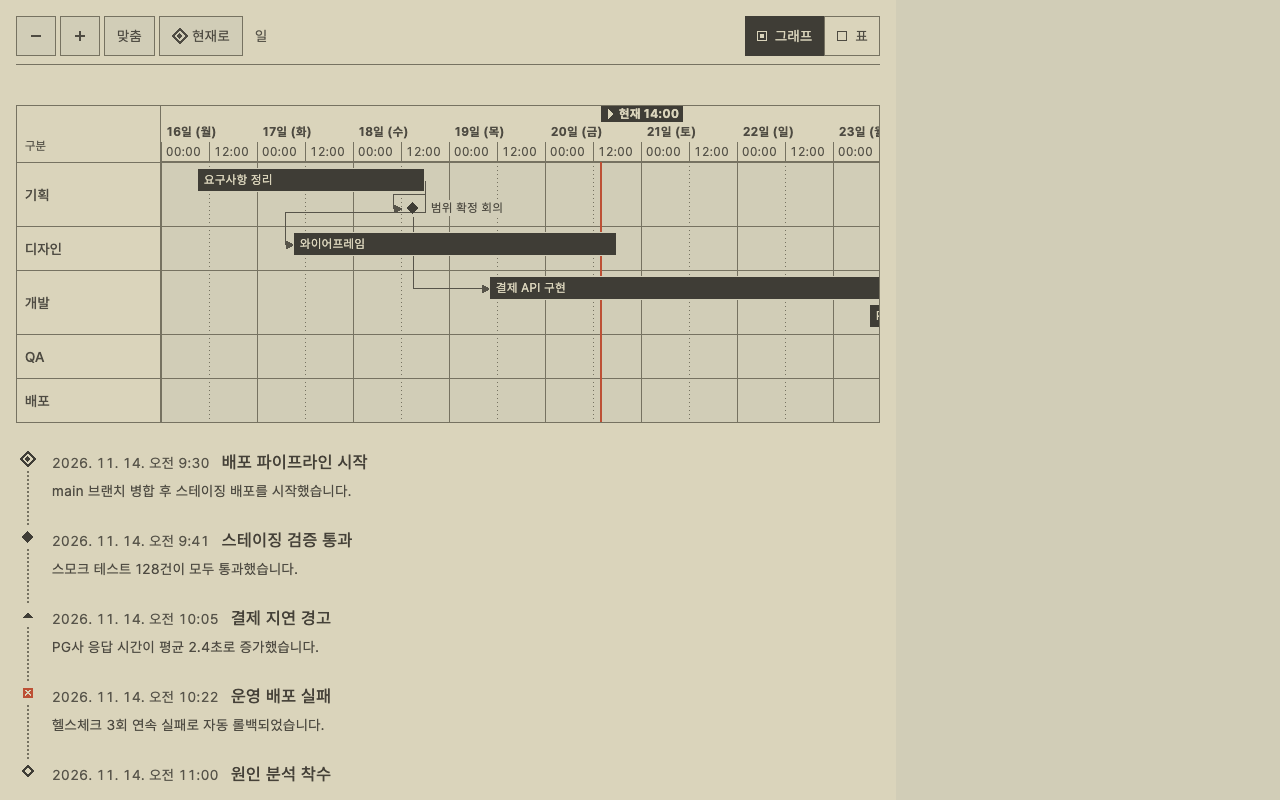 − + 맞춤 현재로 일 그래프 표
현재 14:00
16일 (월) 17일 (화) 18일 (수) 19일 (목) 20일 (금) 21일 (토) 22일 (일) 23일
구분
00:00 12:00 00:00 12:00 00:00 12:00 00:00 12:00 00:00 12:00 00:00 12:00 00:00 12:00 00:00
요구사항 정리
기획
범위 확정 회의
와이어프레임
디자인
결제 API 구현
개발
QA
배포
2026. 11. 14. 오전 9:30 배포 파이프라인 시작
main 브랜치 병합 후 스테이징 배포를 시작했습니다.
2026. 11. 14. 오전 9:41 스테이징 검증 통과
스모크 테스트 128건이 모두 통과했습니다.
2026. 11. 14. 오전 10:05 결제 지연 경고
PG사 응답 시간이 평균 2.4초로 증가했습니다.
2026. 11. 14. 오전 10:22 운영 배포 실패
헬스체크 3회 연속 실패로 자동 롤백되었습니다.
2026. 11. 14. 오전 11:00 원인 분석 착수